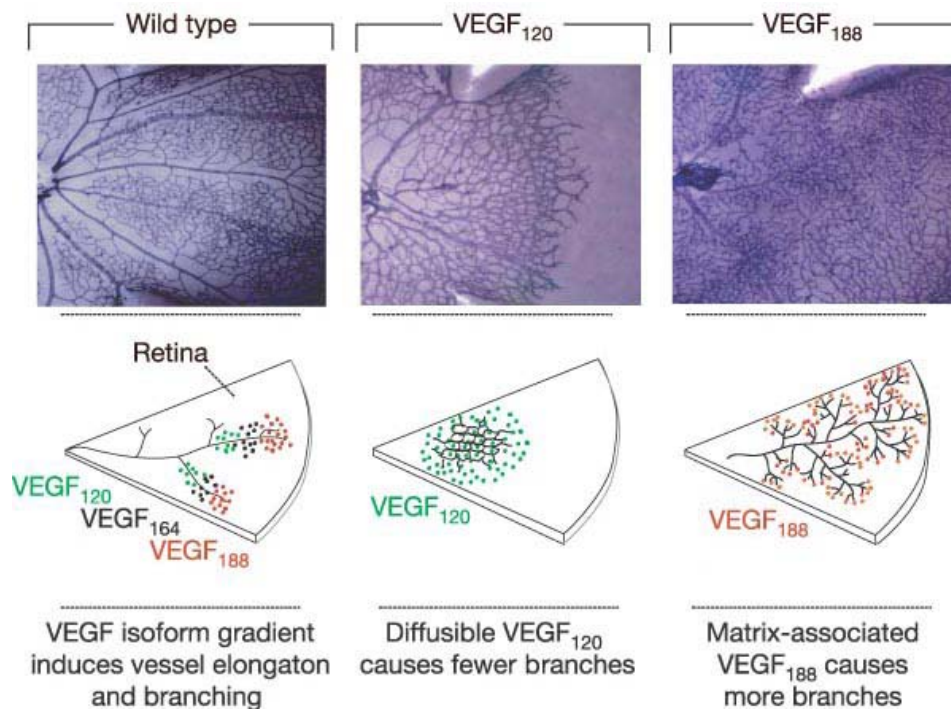 Wild type
VEGF₁₂₀
VEGF₁₈₈
Retina
VEGF₁₂₀
VEGF₁₆₄
VEGF₁₈₈
VEGF₁₂₀
VEGF₁₈₈
VEGF isoform gradient
induces vessel elongaton
and branching
Diffusible VEGF₁₂₀
causes fewer branches
Matrix-associated
VEGF₁₈₈ causes
more branches